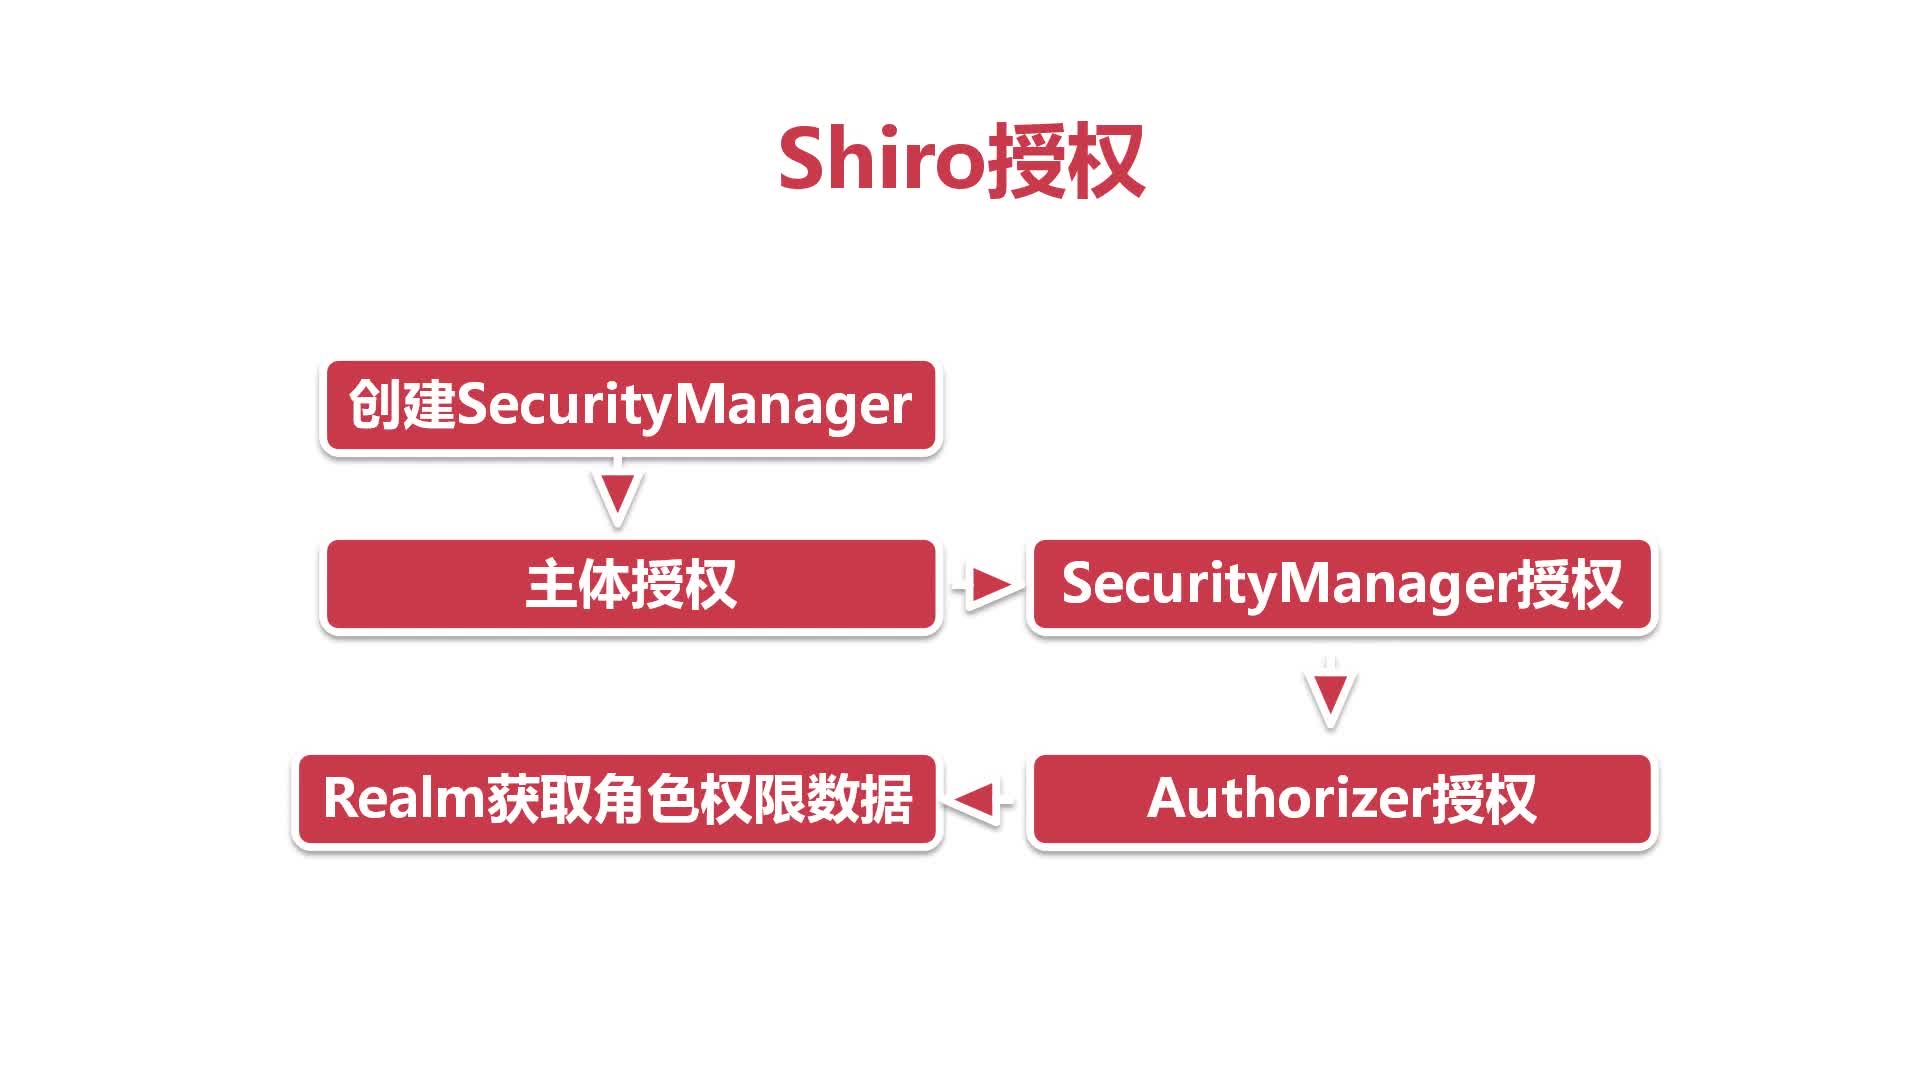 Shiro授权
创建SecurityManager
主体授权
SecurityManager授权
Authorizer授权
Realm获取角色权限数据